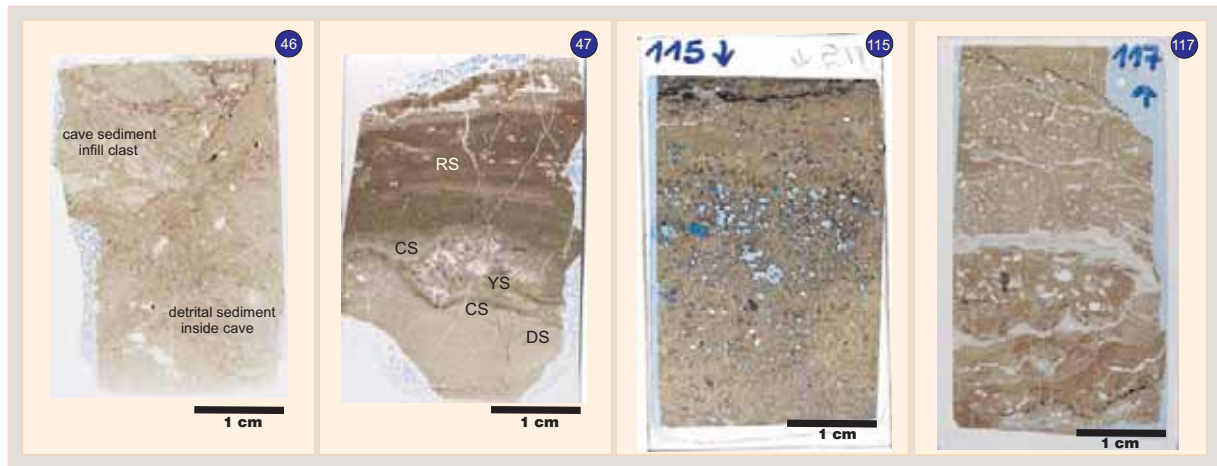 46
cave sediment
infill clast
detrital sediment
inside cave
1 cm
47
RS
CS
YS
CS
DS
1 cm
115
115 ↓
1 cm
117
117
↑
1 cm